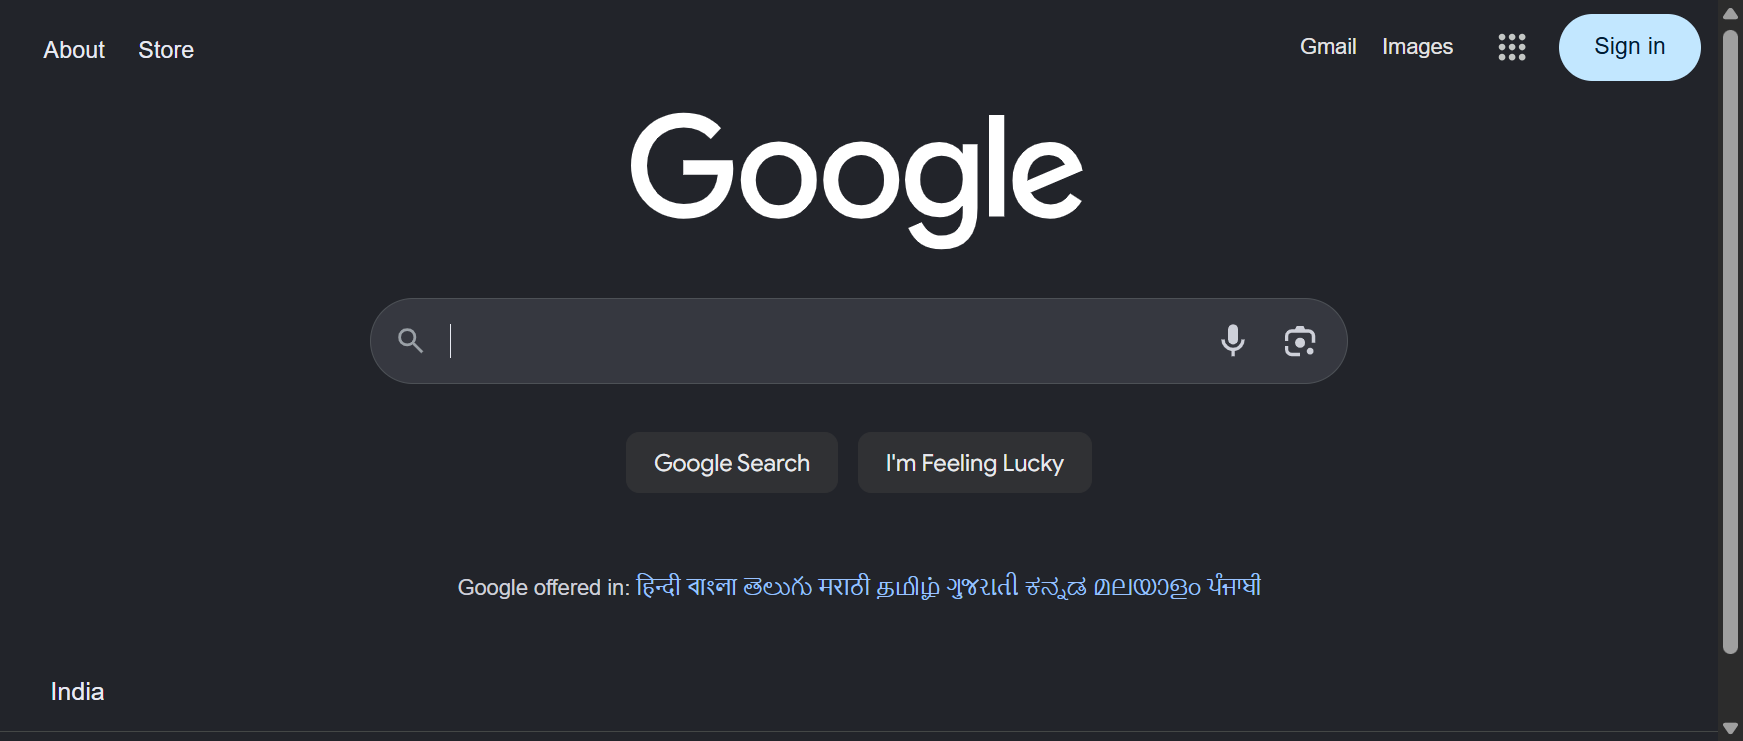 About Store Gmail Images Sign in
Google
Google Search I'm Feeling Lucky
Google offered in: हिन्दी বাংলা తెలుగు मराठी தமிழ் ગુજરાતી ಕನ್ನಡ മലയാളം ਪੰਜਾਬੀ
India